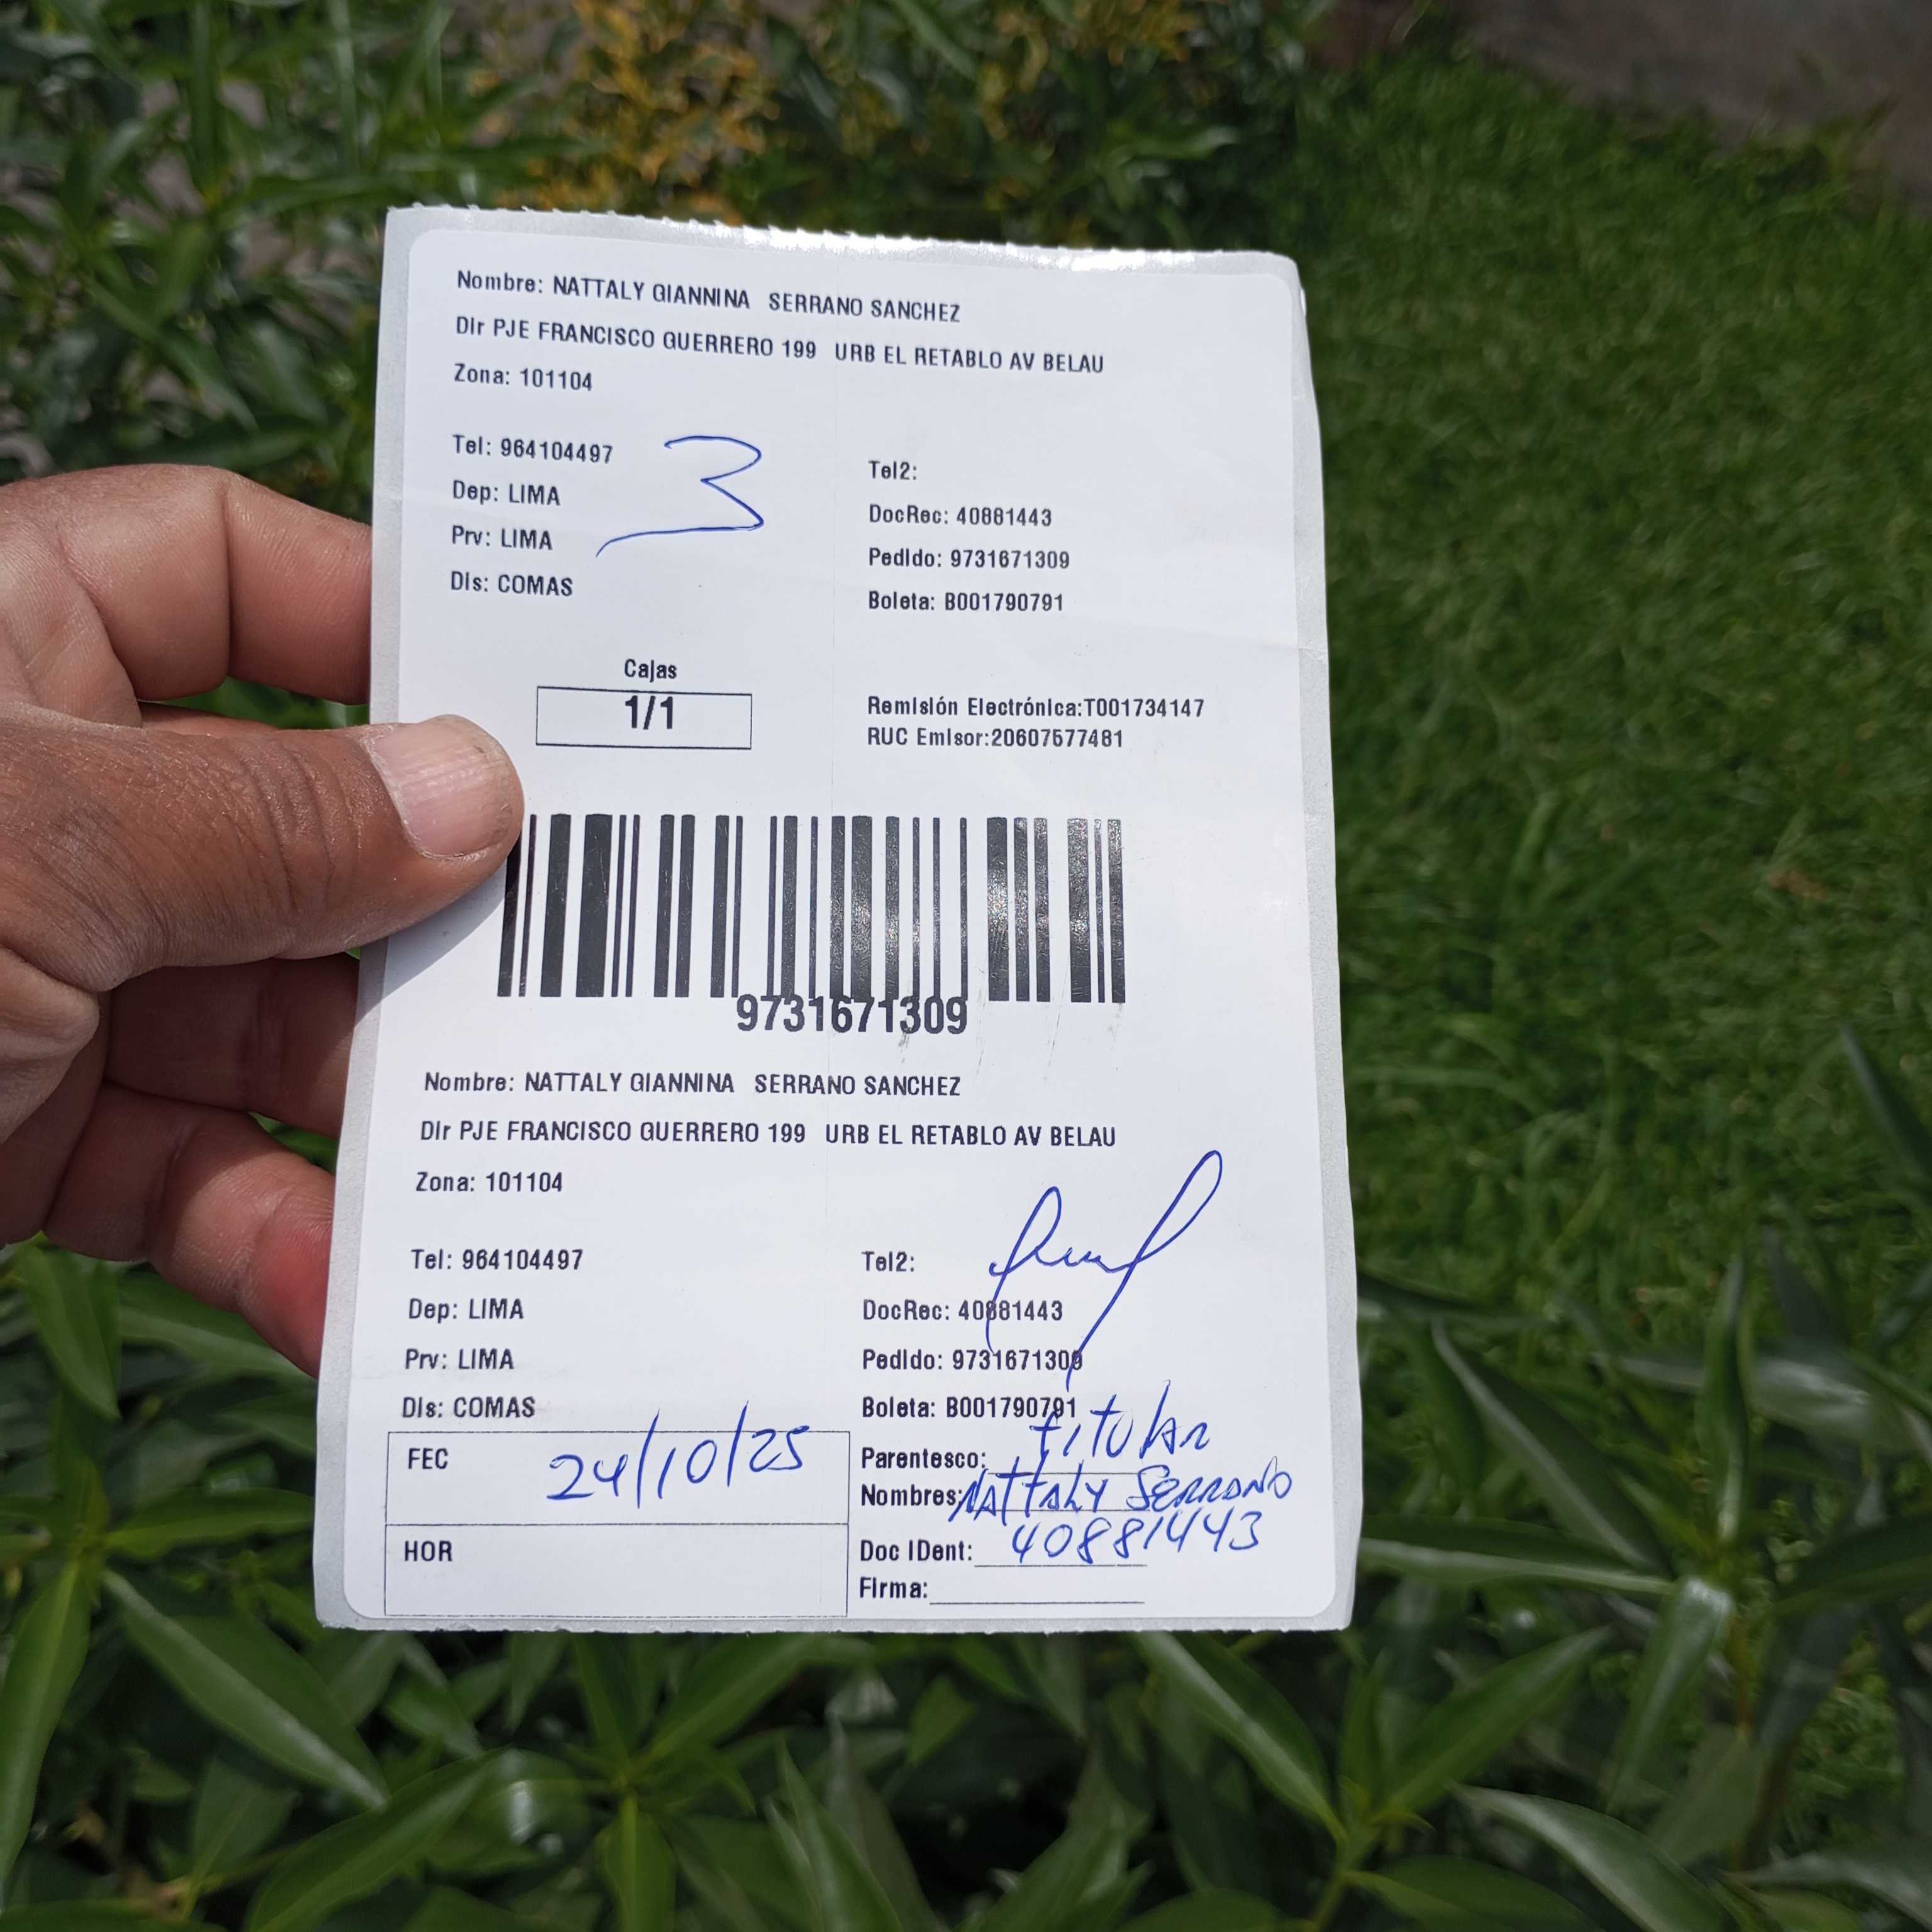 Nombre: NATTALY GIANNINA SERRANO SANCHEZ
Dir PJE FRANCISCO GUERRERO 199 URB EL RETABLO AV BELAU
Zona: 101104
3
Tel: 964104497
Tel2:
Dep: LIMA
DocRec: 40881443
Prv: LIMA
Pedido: 9731671309
Dis: COMAS
Boleta: B001790791
Cajas
1/1
Remisión Electrónica:T001734147
RUC Emisor:20607577481
9731671309
Nombre: NATTALY GIANNINA SERRANO SANCHEZ
Dir PJE FRANCISCO GUERRERO 199 URB EL RETABLO AV BELAU
Zona: 101104
Tel: 964104497
Tel2:
Dep: LIMA
DocRec: 40881443
Prv: LIMA
Pedido: 9731671309
Dis: COMAS
Boleta: B001790791
FEC 24/10/25
Parentesco: titular
Nombres: NATTALY SERRANO
HOR
Doc IDent: 40881443
Firma: